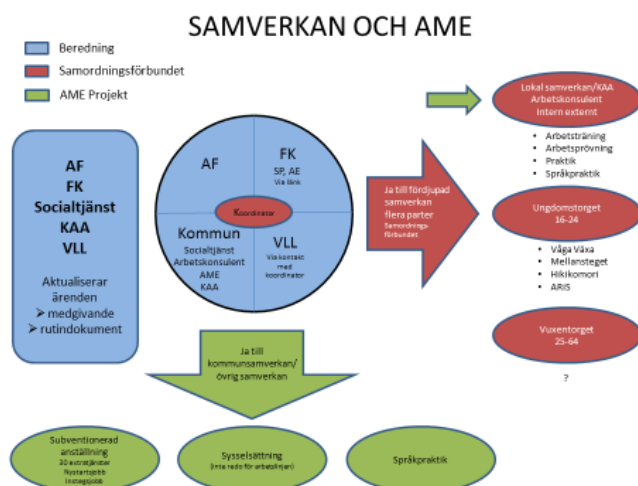 SAMVERKAN OCH AME
Beredning
Samordningsförbundet
AME Projekt
AF
FK
Socialtjänst
KAA
VLL
Aktualiserar
ärenden
➢ medgivande
➢ rutindokument
AF
FK
SP, AE
Via länk
Koordinator
Kommun
Socialtjänst
Arbetskonsulent
AME
KAA
VLL
Via kontakt
med
koordinator
Ja till fördjupad
samverkan
flera parter
Samordnings-
förbundet
Lokal samverkan/KAA
Arbetskonsulent
Intern externt
• Arbetsträning
• Arbetsprövning
• Praktik
• Språkpraktik
Ungdomstorget
16-24
• Våga Växa
• Mellansteget
• Hikikomori
• ARiS
Vuxentorget
25-64
?
Ja till
kommunsamverkan/
övrig samverkan
Subventionerad
anställning
30 extratjänster
Nystartsjobb
Instegsjobb
Sysselsättning
(Inte redo för arbetslinjan)
Språkpraktik